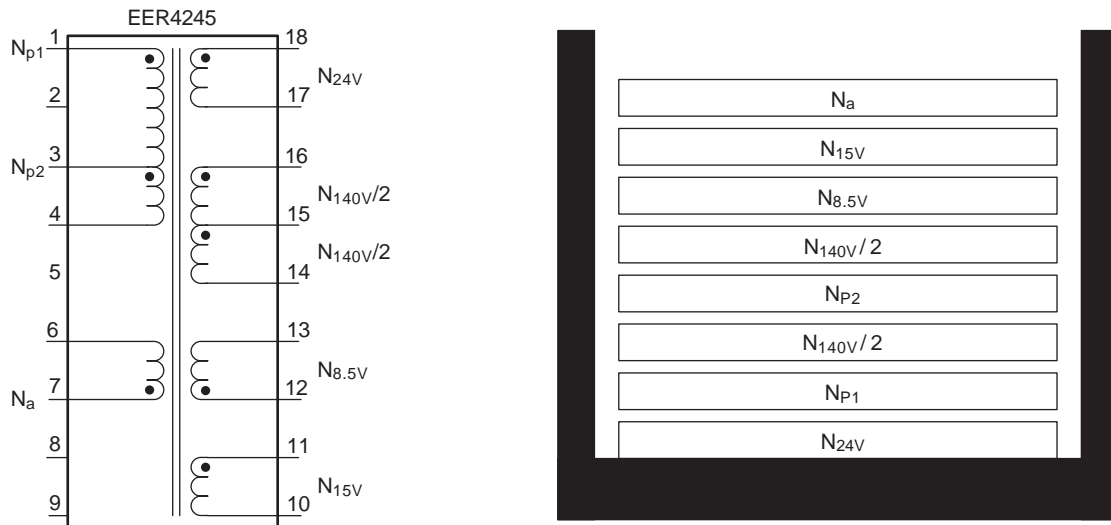 EER4245
Np1
1
2
3
Np2
4
5
6
7
Na
8
9
18
N24V
17
16
N140V/2
15
N140V/2
14
13
N8.5V
12
11
N15V
10
Na
N15V
N8.5V
N140V/2
NP2
N140V/2
NP1
N24V